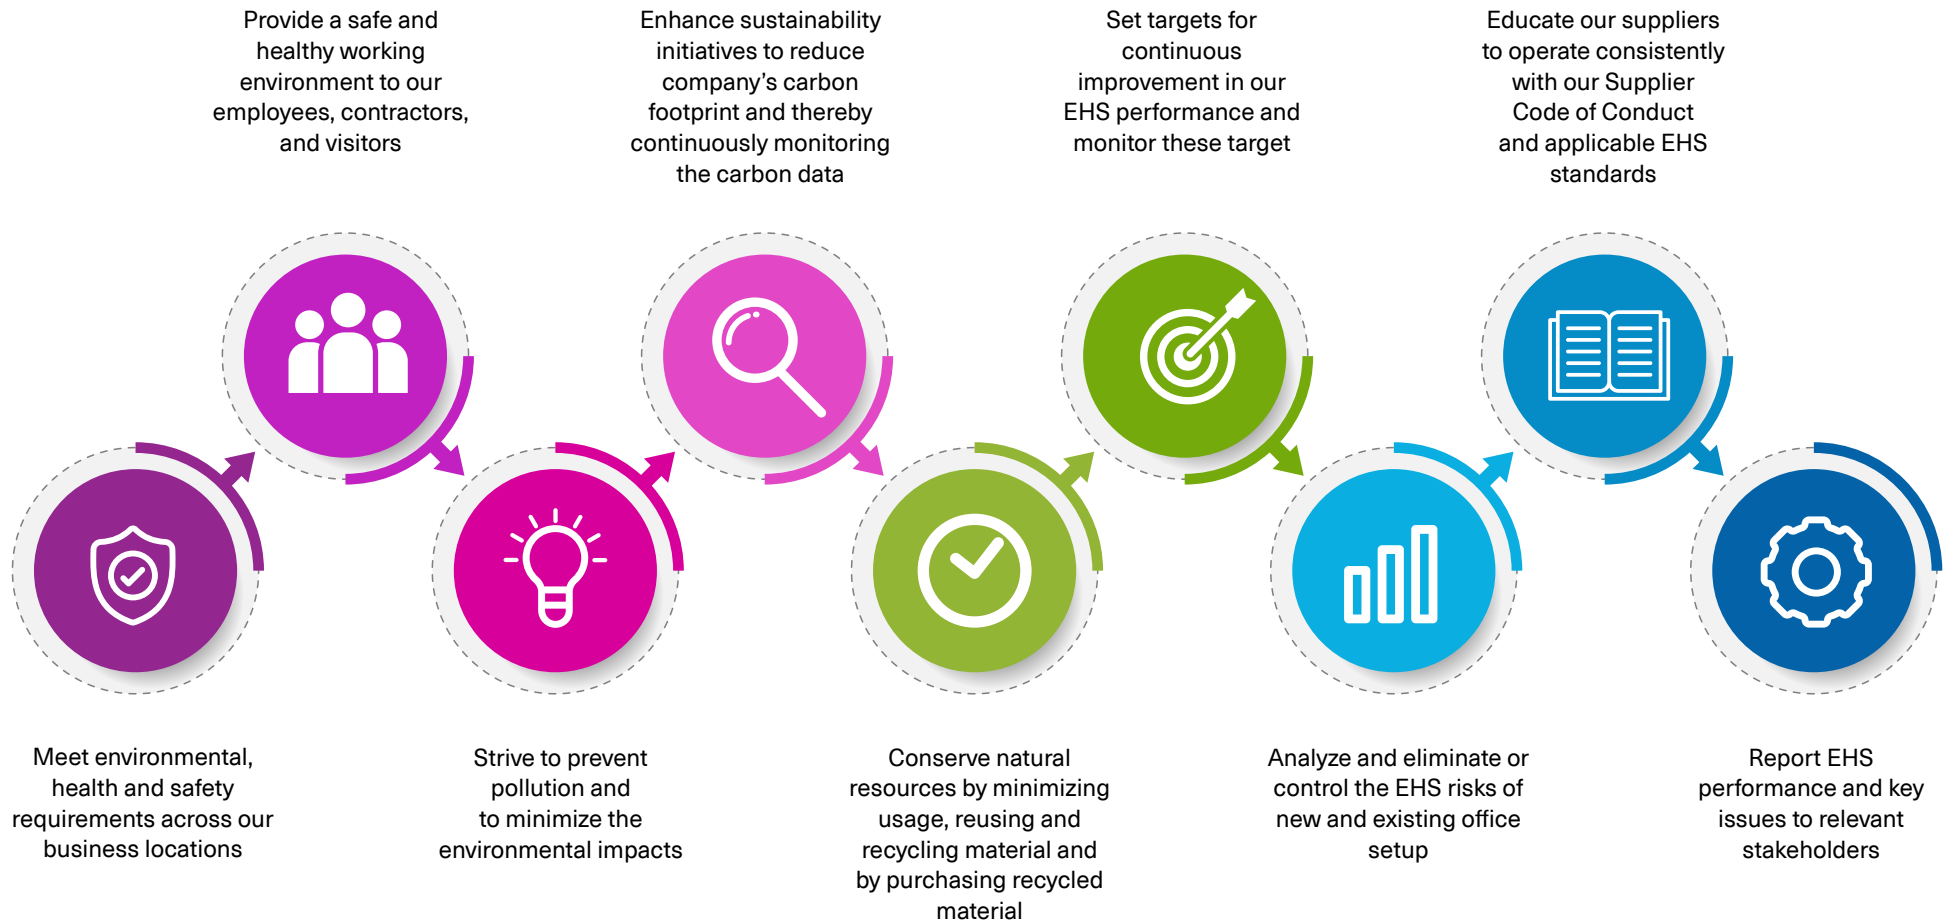 Provide a safe and
healthy working
environment to our
employees, contractors,
and visitors
Enhance sustainability
initiatives to reduce
company’s carbon
footprint and thereby
continuously monitoring
the carbon data
Set targets for
continuous
improvement in our
EHS performance and
monitor these target
Educate our suppliers
to operate consistently
with our Supplier
Code of Conduct
and applicable EHS
standards
Meet environmental,
health and safety
requirements across our
business locations
Strive to prevent
pollution and
to minimize the
environmental impacts
Conserve natural
resources by minimizing
usage, reusing and
recycling material and
by purchasing recycled
material
Analyze and eliminate or
control the EHS risks of
new and existing office
setup
Report EHS
performance and key
issues to relevant
stakeholders